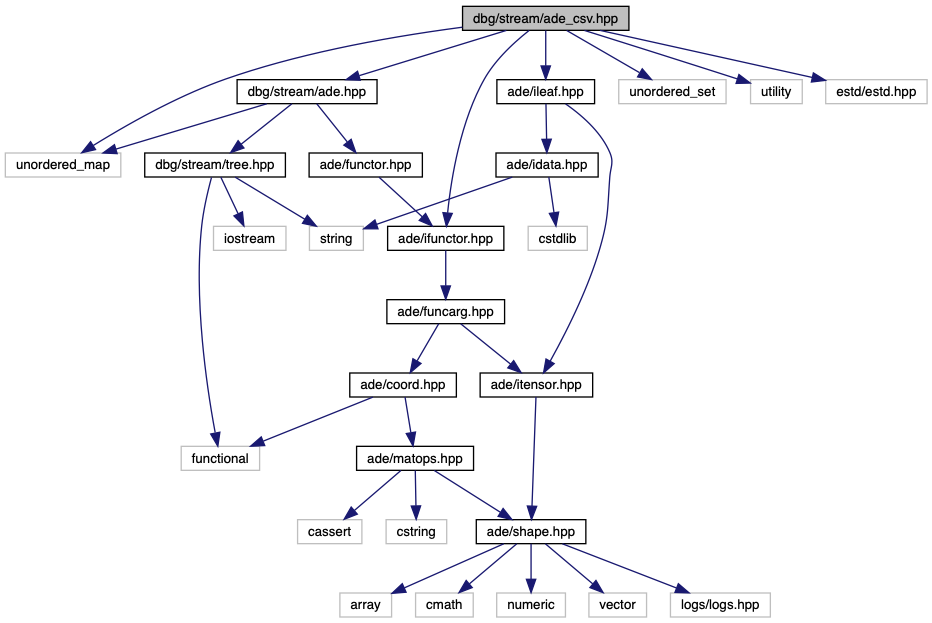 dbg/stream/ade_csv.hpp
dbg/stream/ade.hpp
ade/ileaf.hpp
unordered_set
utility
estd/estd.hpp
unordered_map
dbg/stream/tree.hpp
ade/functor.hpp
ade/idata.hpp
iostream
string
ade/ifunctor.hpp
cstdlib
ade/funcarg.hpp
ade/coord.hpp
ade/itensor.hpp
functional
ade/matops.hpp
cassert
cstring
ade/shape.hpp
array
cmath
numeric
vector
logs/logs.hpp